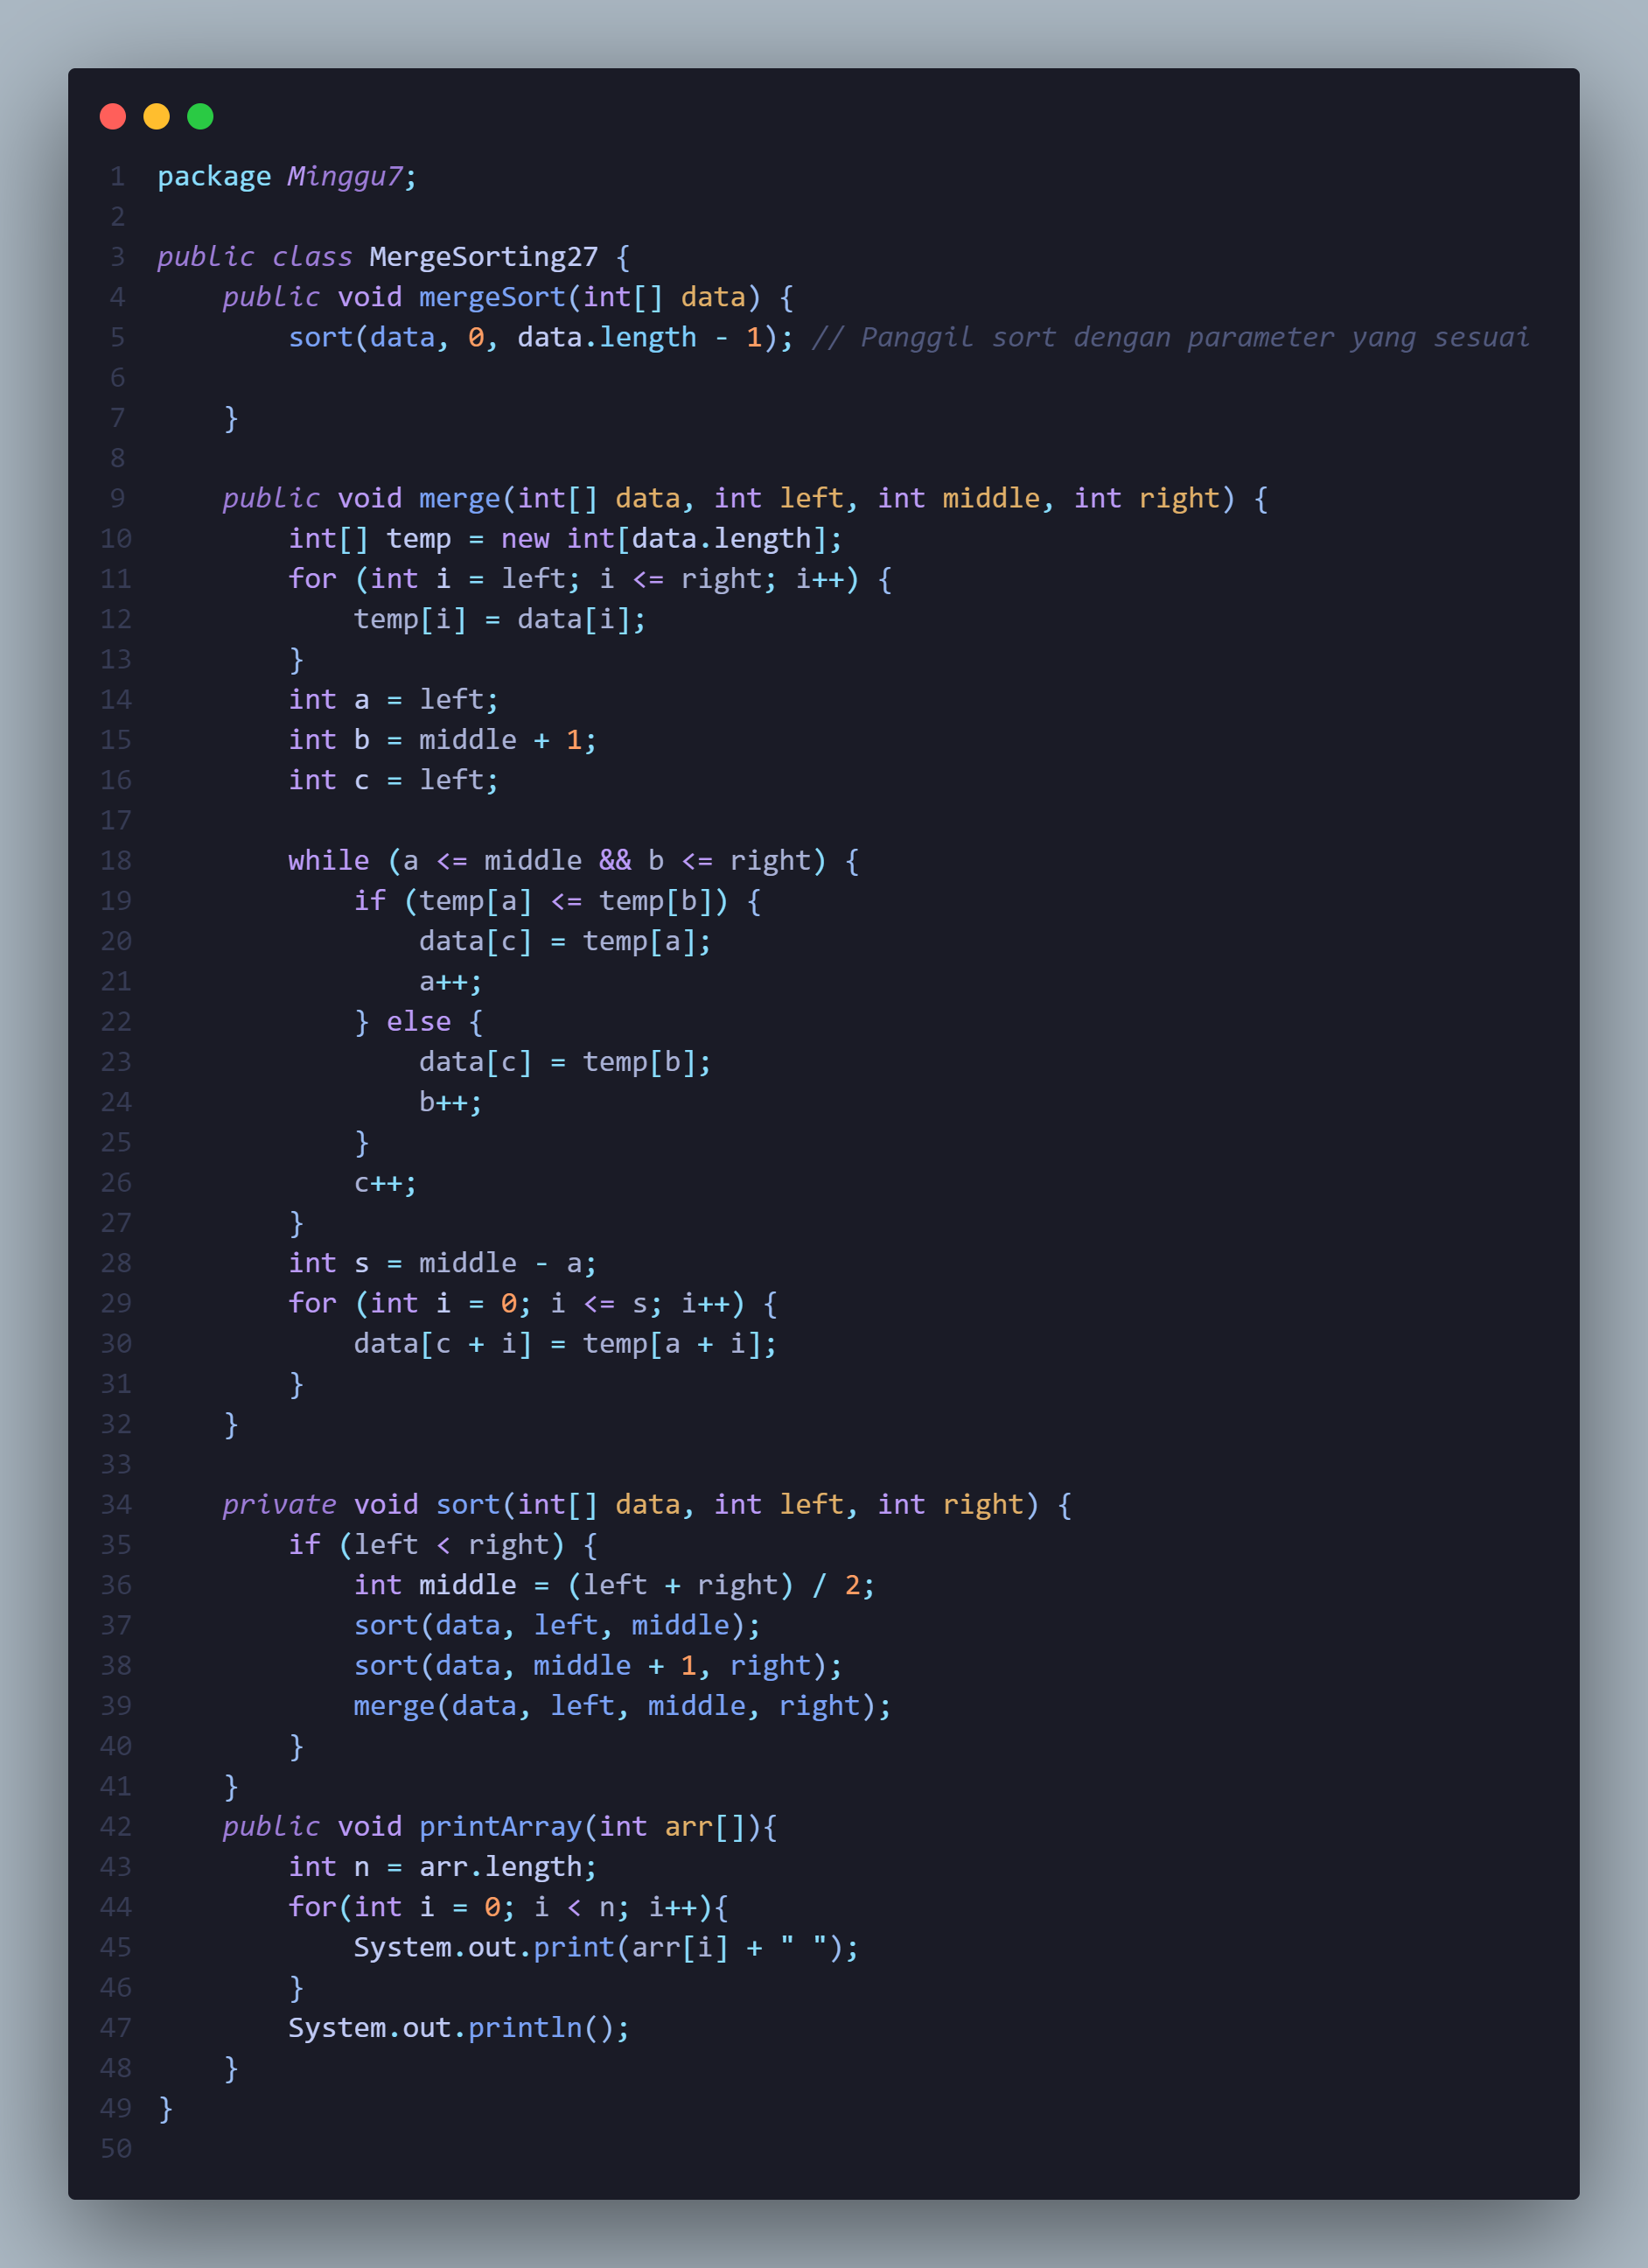 1 package Minggu7;
2
3 public class MergeSorting27 {
4     public void mergeSort(int[] data) {
5         sort(data, 0, data.length - 1); // Panggil sort dengan parameter yang sesuai
6
7     }
8
9     public void merge(int[] data, int left, int middle, int right) {
10         int[] temp = new int[data.length];
11         for (int i = left; i <= right; i++) {
12             temp[i] = data[i];
13         }
14         int a = left;
15         int b = middle + 1;
16         int c = left;
17
18         while (a <= middle && b <= right) {
19             if (temp[a] <= temp[b]) {
20                 data[c] = temp[a];
21                 a++;
22             } else {
23                 data[c] = temp[b];
24                 b++;
25             }
26             c++;
27         }
28         int s = middle - a;
29         for (int i = 0; i <= s; i++) {
30             data[c + i] = temp[a + i];
31         }
32     }
33
34     private void sort(int[] data, int left, int right) {
35         if (left < right) {
36             int middle = (left + right) / 2;
37             sort(data, left, middle);
38             sort(data, middle + 1, right);
39             merge(data, left, middle, right);
40         }
41     }
42     public void printArray(int arr[]){
43         int n = arr.length;
44         for(int i = 0; i < n; i++){
45             System.out.print(arr[i] + " ");
46         }
47         System.out.println();
48     }
49 }
50